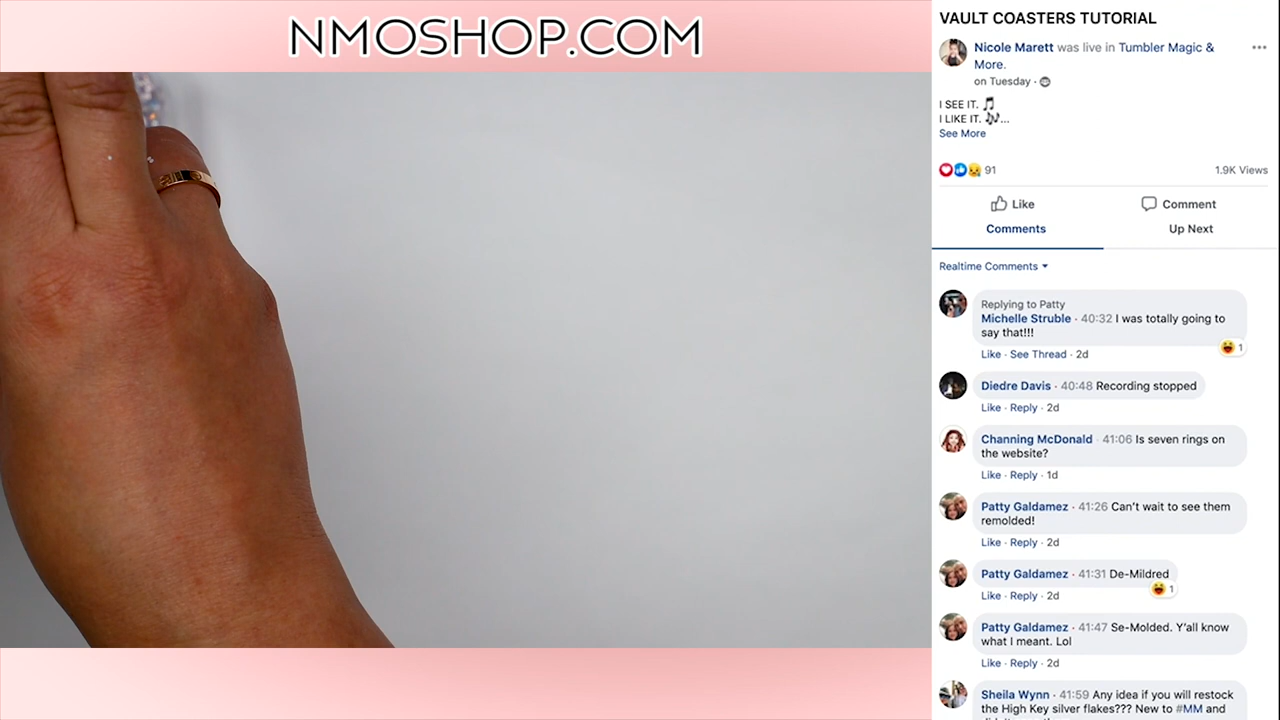 NMOSHOP.COM
VAULT COASTERS TUTORIAL
Nicole Marett was live in Tumbler Magic &
More.
on Tuesday ·
I SEE IT. 🎵
I LIKE IT. 🎶...
See More
91
1.9K Views
Like
Comment
Comments
Up Next
Realtime Comments
Replying to Patty
Michelle Struble · 40:32 I was totally going to
say that!!!
1
Like · See Thread · 2d
Diedre Davis · 40:48 Recording stopped
Like · Reply · 2d
Channing McDonald · 41:06 Is seven rings on
the website?
Like · Reply · 1d
Patty Galdamez · 41:26 Can't wait to see them
remolded!
Like · Reply · 2d
Patty Galdamez · 41:31 De-Mildred
1
Like · Reply · 2d
Patty Galdamez · 41:47 Se-Molded. Y'all know
what I meant. Lol
Like · Reply · 2d
Sheila Wynn · 41:59 Any idea if you will restock
the High Key silver flakes??? New to #MM and